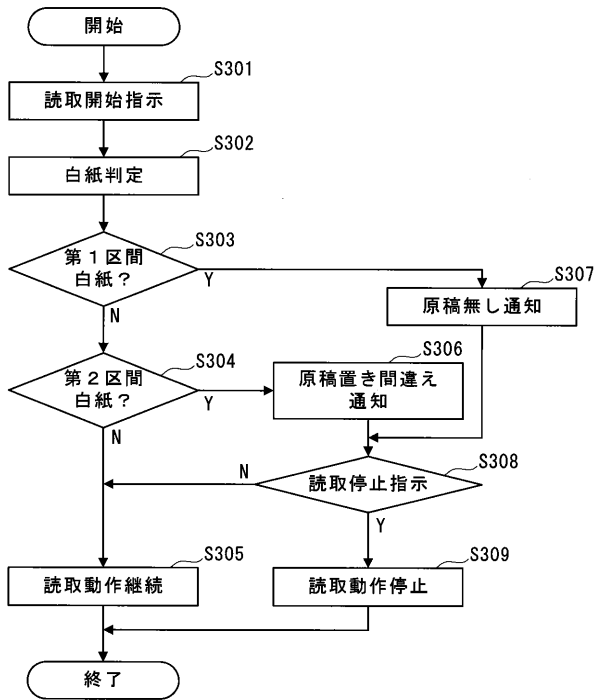 開始
S301
読取開始指示
S302
白紙判定
S303
第1区間
白紙？
Y
N
S307
原稿無し通知
S304
第2区間
白紙？
Y
N
S306
原稿置き間違え
通知
S308
読取停止指示
N
Y
S305
読取動作継続
S309
読取動作停止
終了